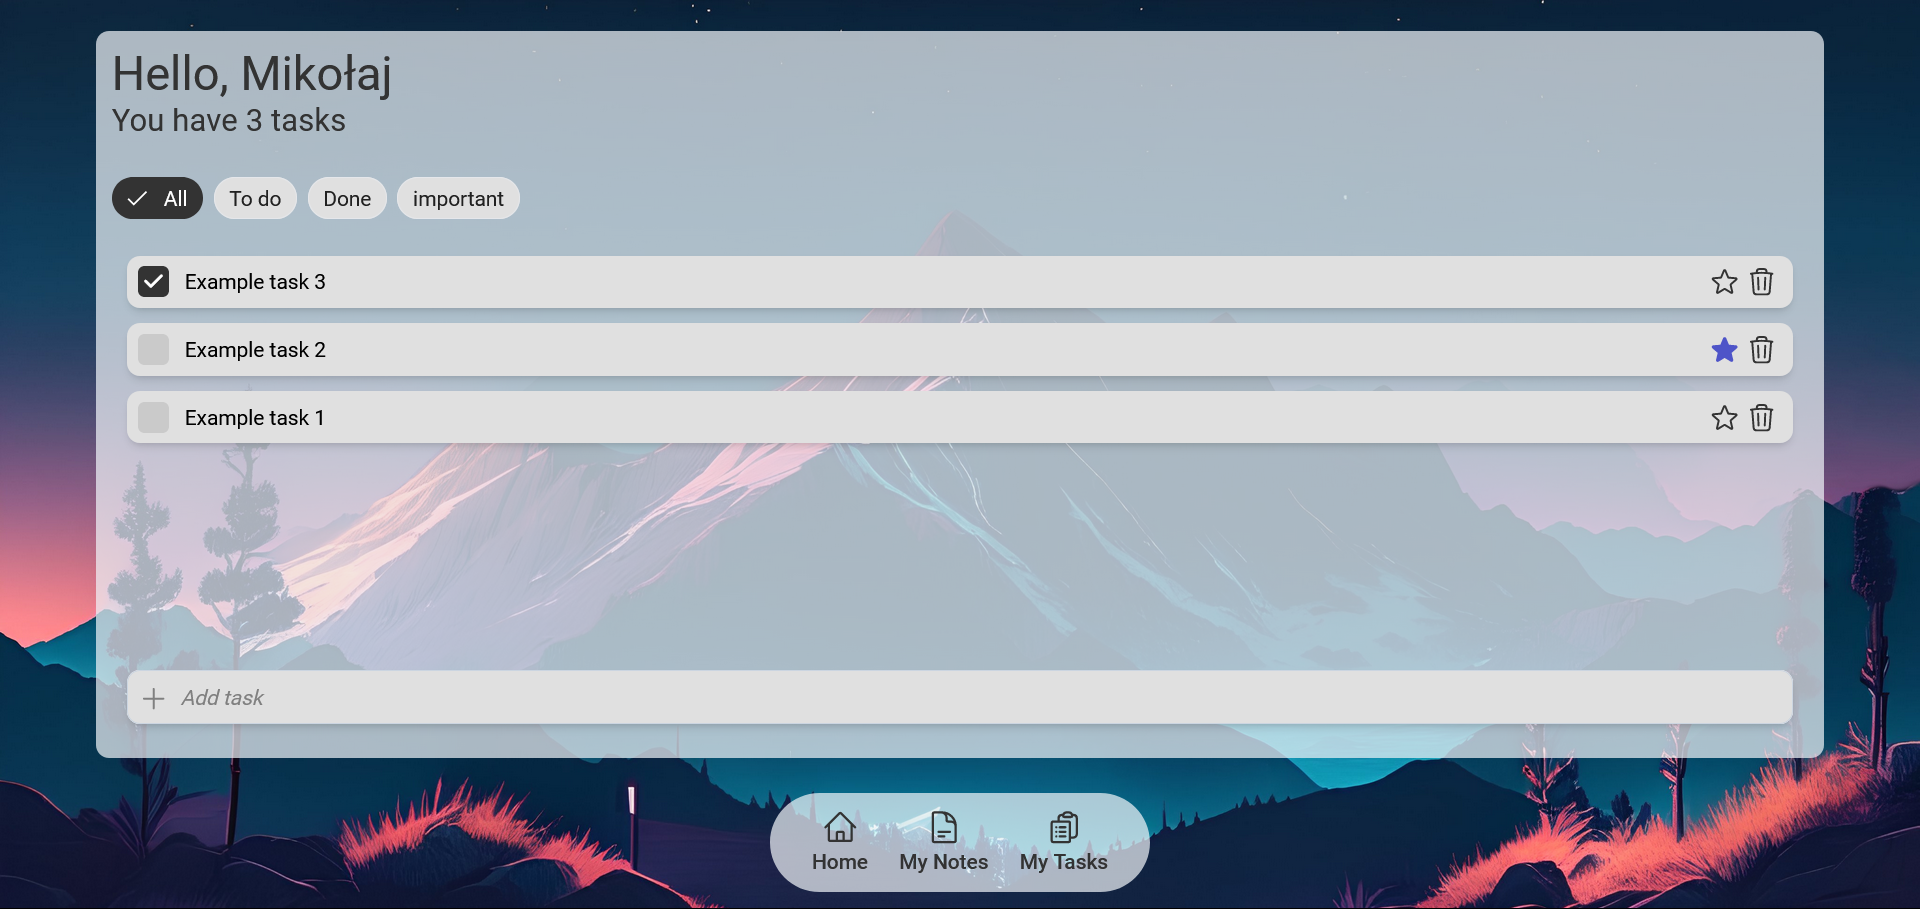 Hello, Mikołaj
You have 3 tasks
All To do Done important
Example task 3
Example task 2
Example task 1
Add task
Home My Notes My Tasks